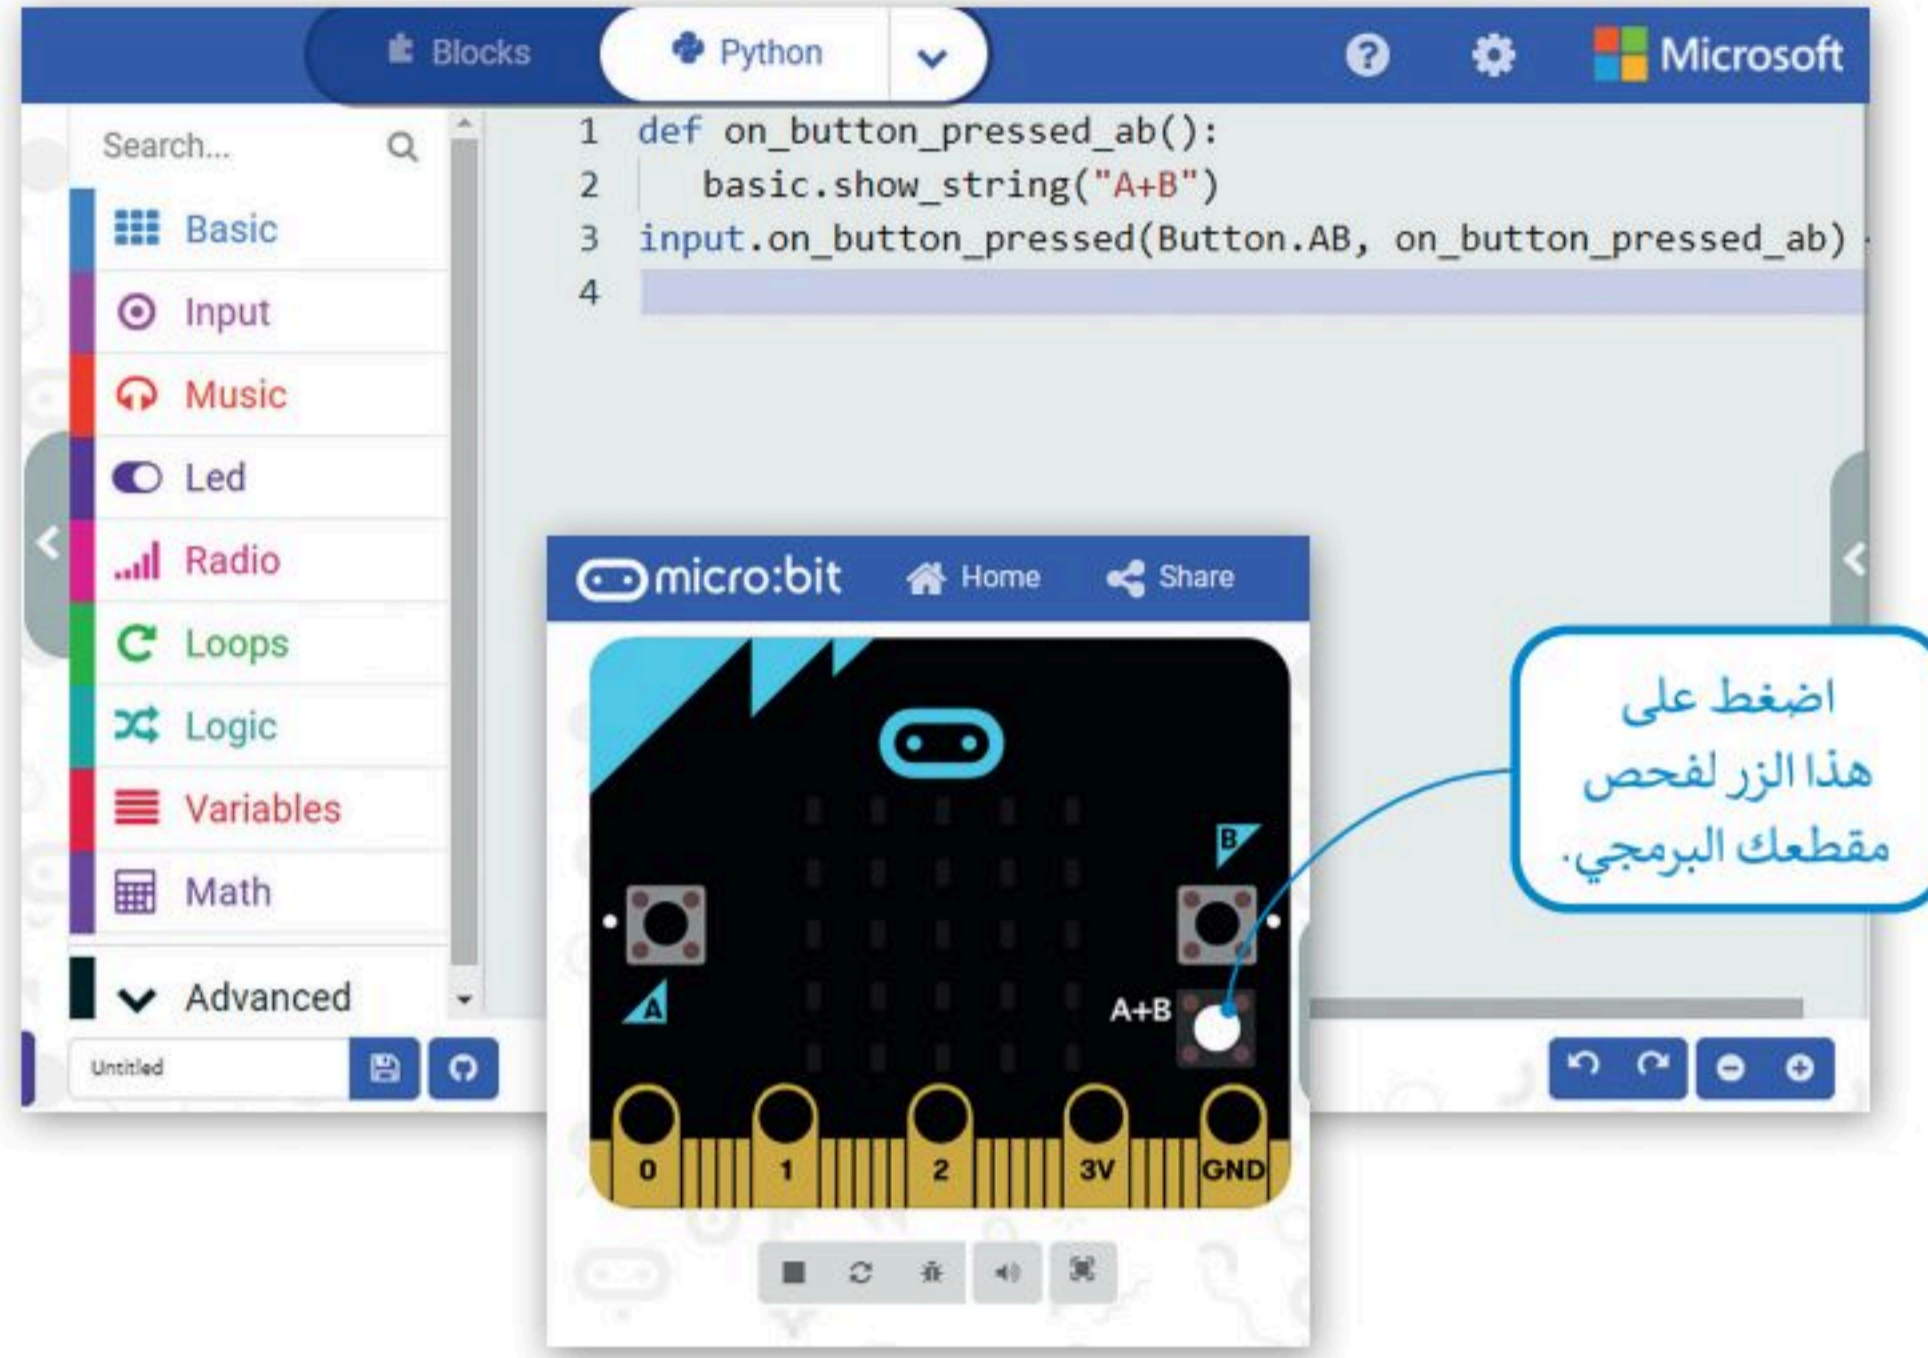 Blocks
Python
Microsoft
Search...
Basic
Input
Music
Led
Radio
Loops
Logic
Variables
Math
Advanced
Untitled
1 def on_button_pressed_ab():
2 basic.show_string("A+B")
3 input.on_button_pressed(Button.AB, on_button_pressed_ab)
4
micro:bit
Home
Share
B
A
A+B
0 1 2 3V GND
اضغط على
هذا الزر لفحص
مقطعك البرمجي.